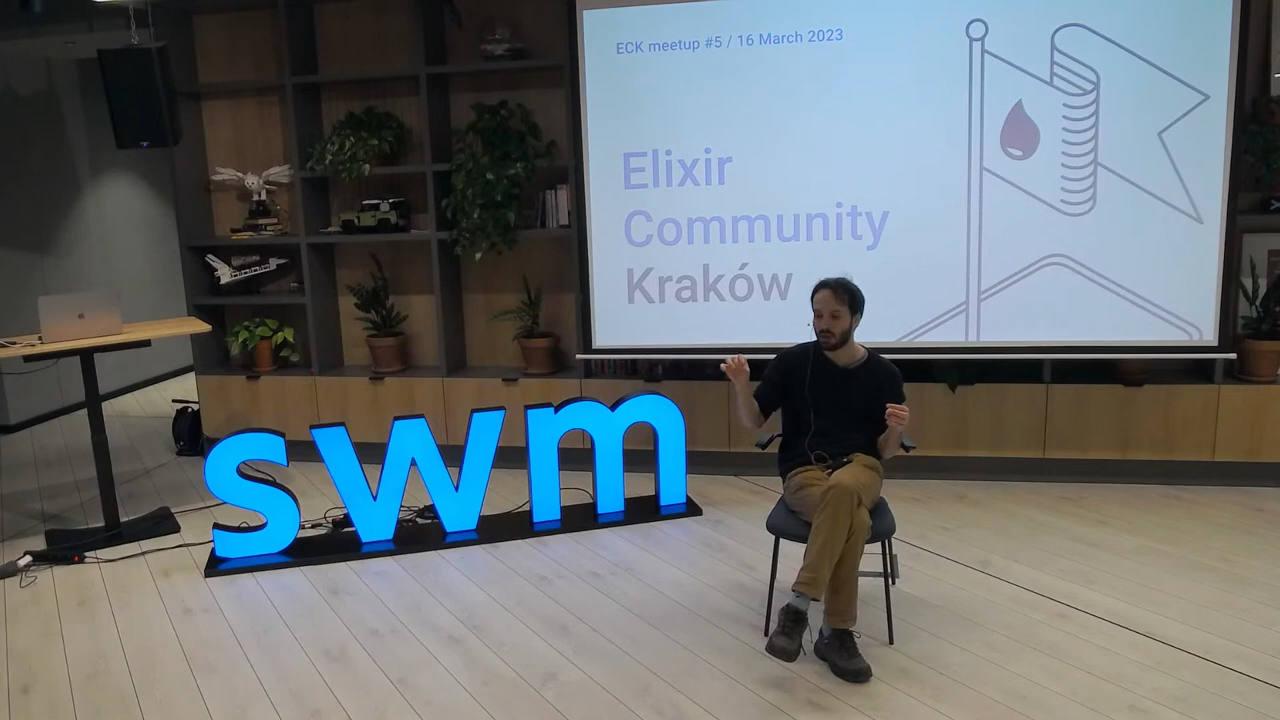 ECK meetup #5 / 16 March 2023
Elixir
Community
Kraków
swm